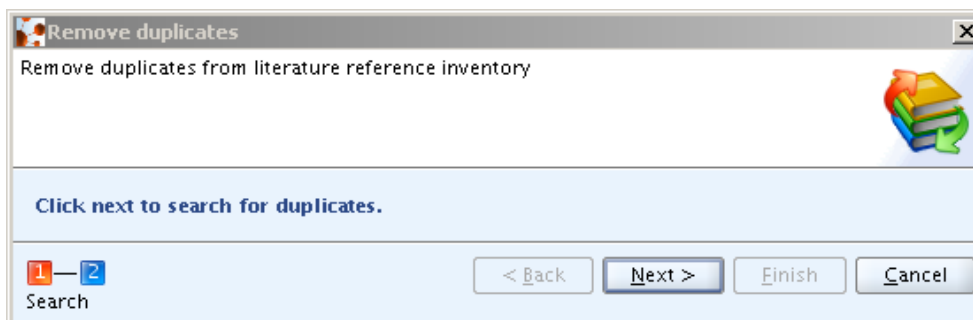 Remove duplicates
Remove duplicates from literature reference inventory
Click next to search for duplicates.
1 2
< Back Next > Finish Cancel
Search